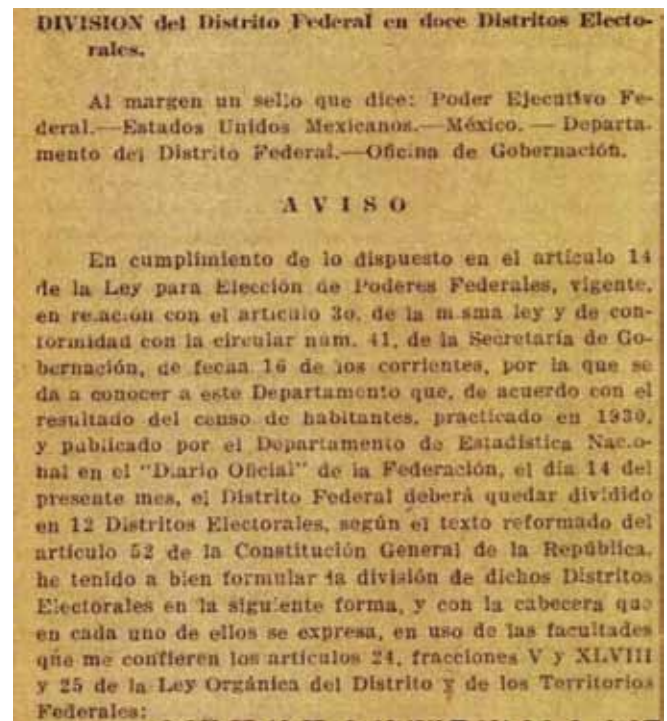 DIVISION del Distrito Federal en doce Distritos Electo-
rales.
Al margen un sello que dice: Poder Ejecutivo Fe-
deral.—Estados Unidos Mexicanos.—México.— Departa-
mento del Distrito Federal.—Oficina de Gobernación.
AVISO
En cumplimiento de lo dispuesto en el artículo 14
de la Ley para Elección de Poderes Federales, vigente,
en relación con el artículo 3o. de la misma ley y de con-
formidad con la circular núm. 41, de la Secretaría de Go-
bernación, de fecha 16 de los corrientes, por la que se
da a conocer a este Departamento que, de acuerdo con el
resultado del censo de habitantes, practicado en 1930,
y publicado por el Departamento de Estadística Nacio-
nal en el "Diario Oficial" de la Federación, el día 14 del
presente mes, el Distrito Federal deberá quedar dividido
en 12 Distritos Electorales, según el texto reformado del
artículo 52 de la Constitución General de la República,
he tenido a bien formular la división de dichos Distritos
Electorales en la siguiente forma, y con la cabecera que
en cada uno de ellos se expresa, en uso de las facultades
que me confieren los artículos 24, fracciones V y XLVIII
y 25 de la Ley Orgánica del Distrito y de los Territorios
Federales: